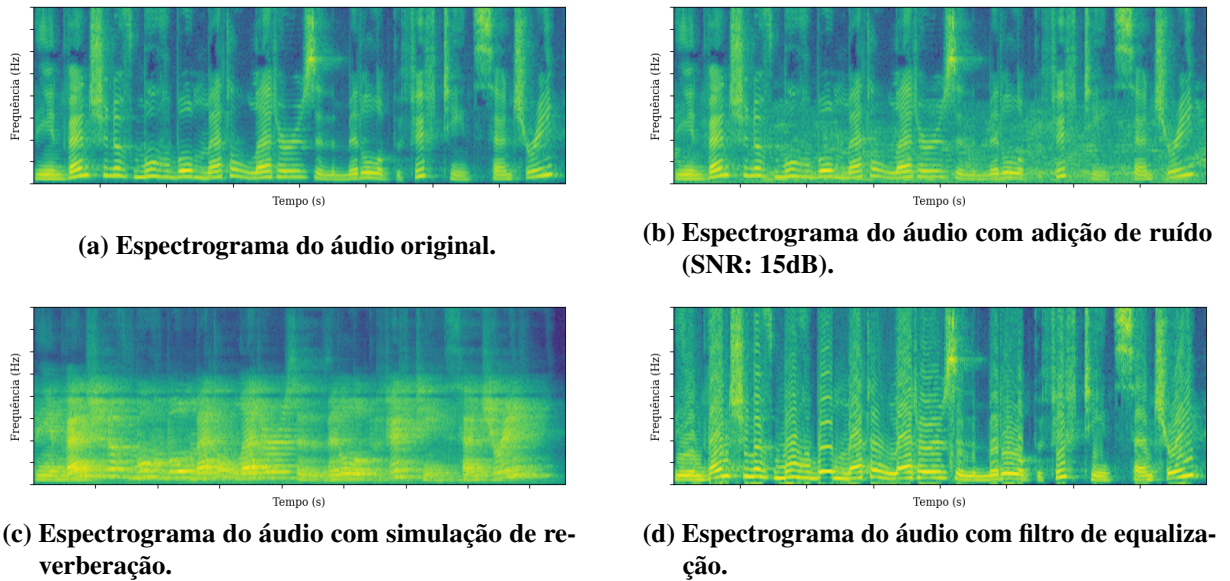 Frequência (Hz)
Tempo (s)
(a) Espectrograma do áudio original.
Frequência (Hz)
Tempo (s)
(b) Espectrograma do áudio com adição de ruído
(SNR: 15dB).
Frequência (Hz)
Tempo (s)
(c) Espectrograma do áudio com simulação de re-
verberação.
Frequência (Hz)
Tempo (s)
(d) Espectrograma do áudio com filtro de equaliza-
ção.